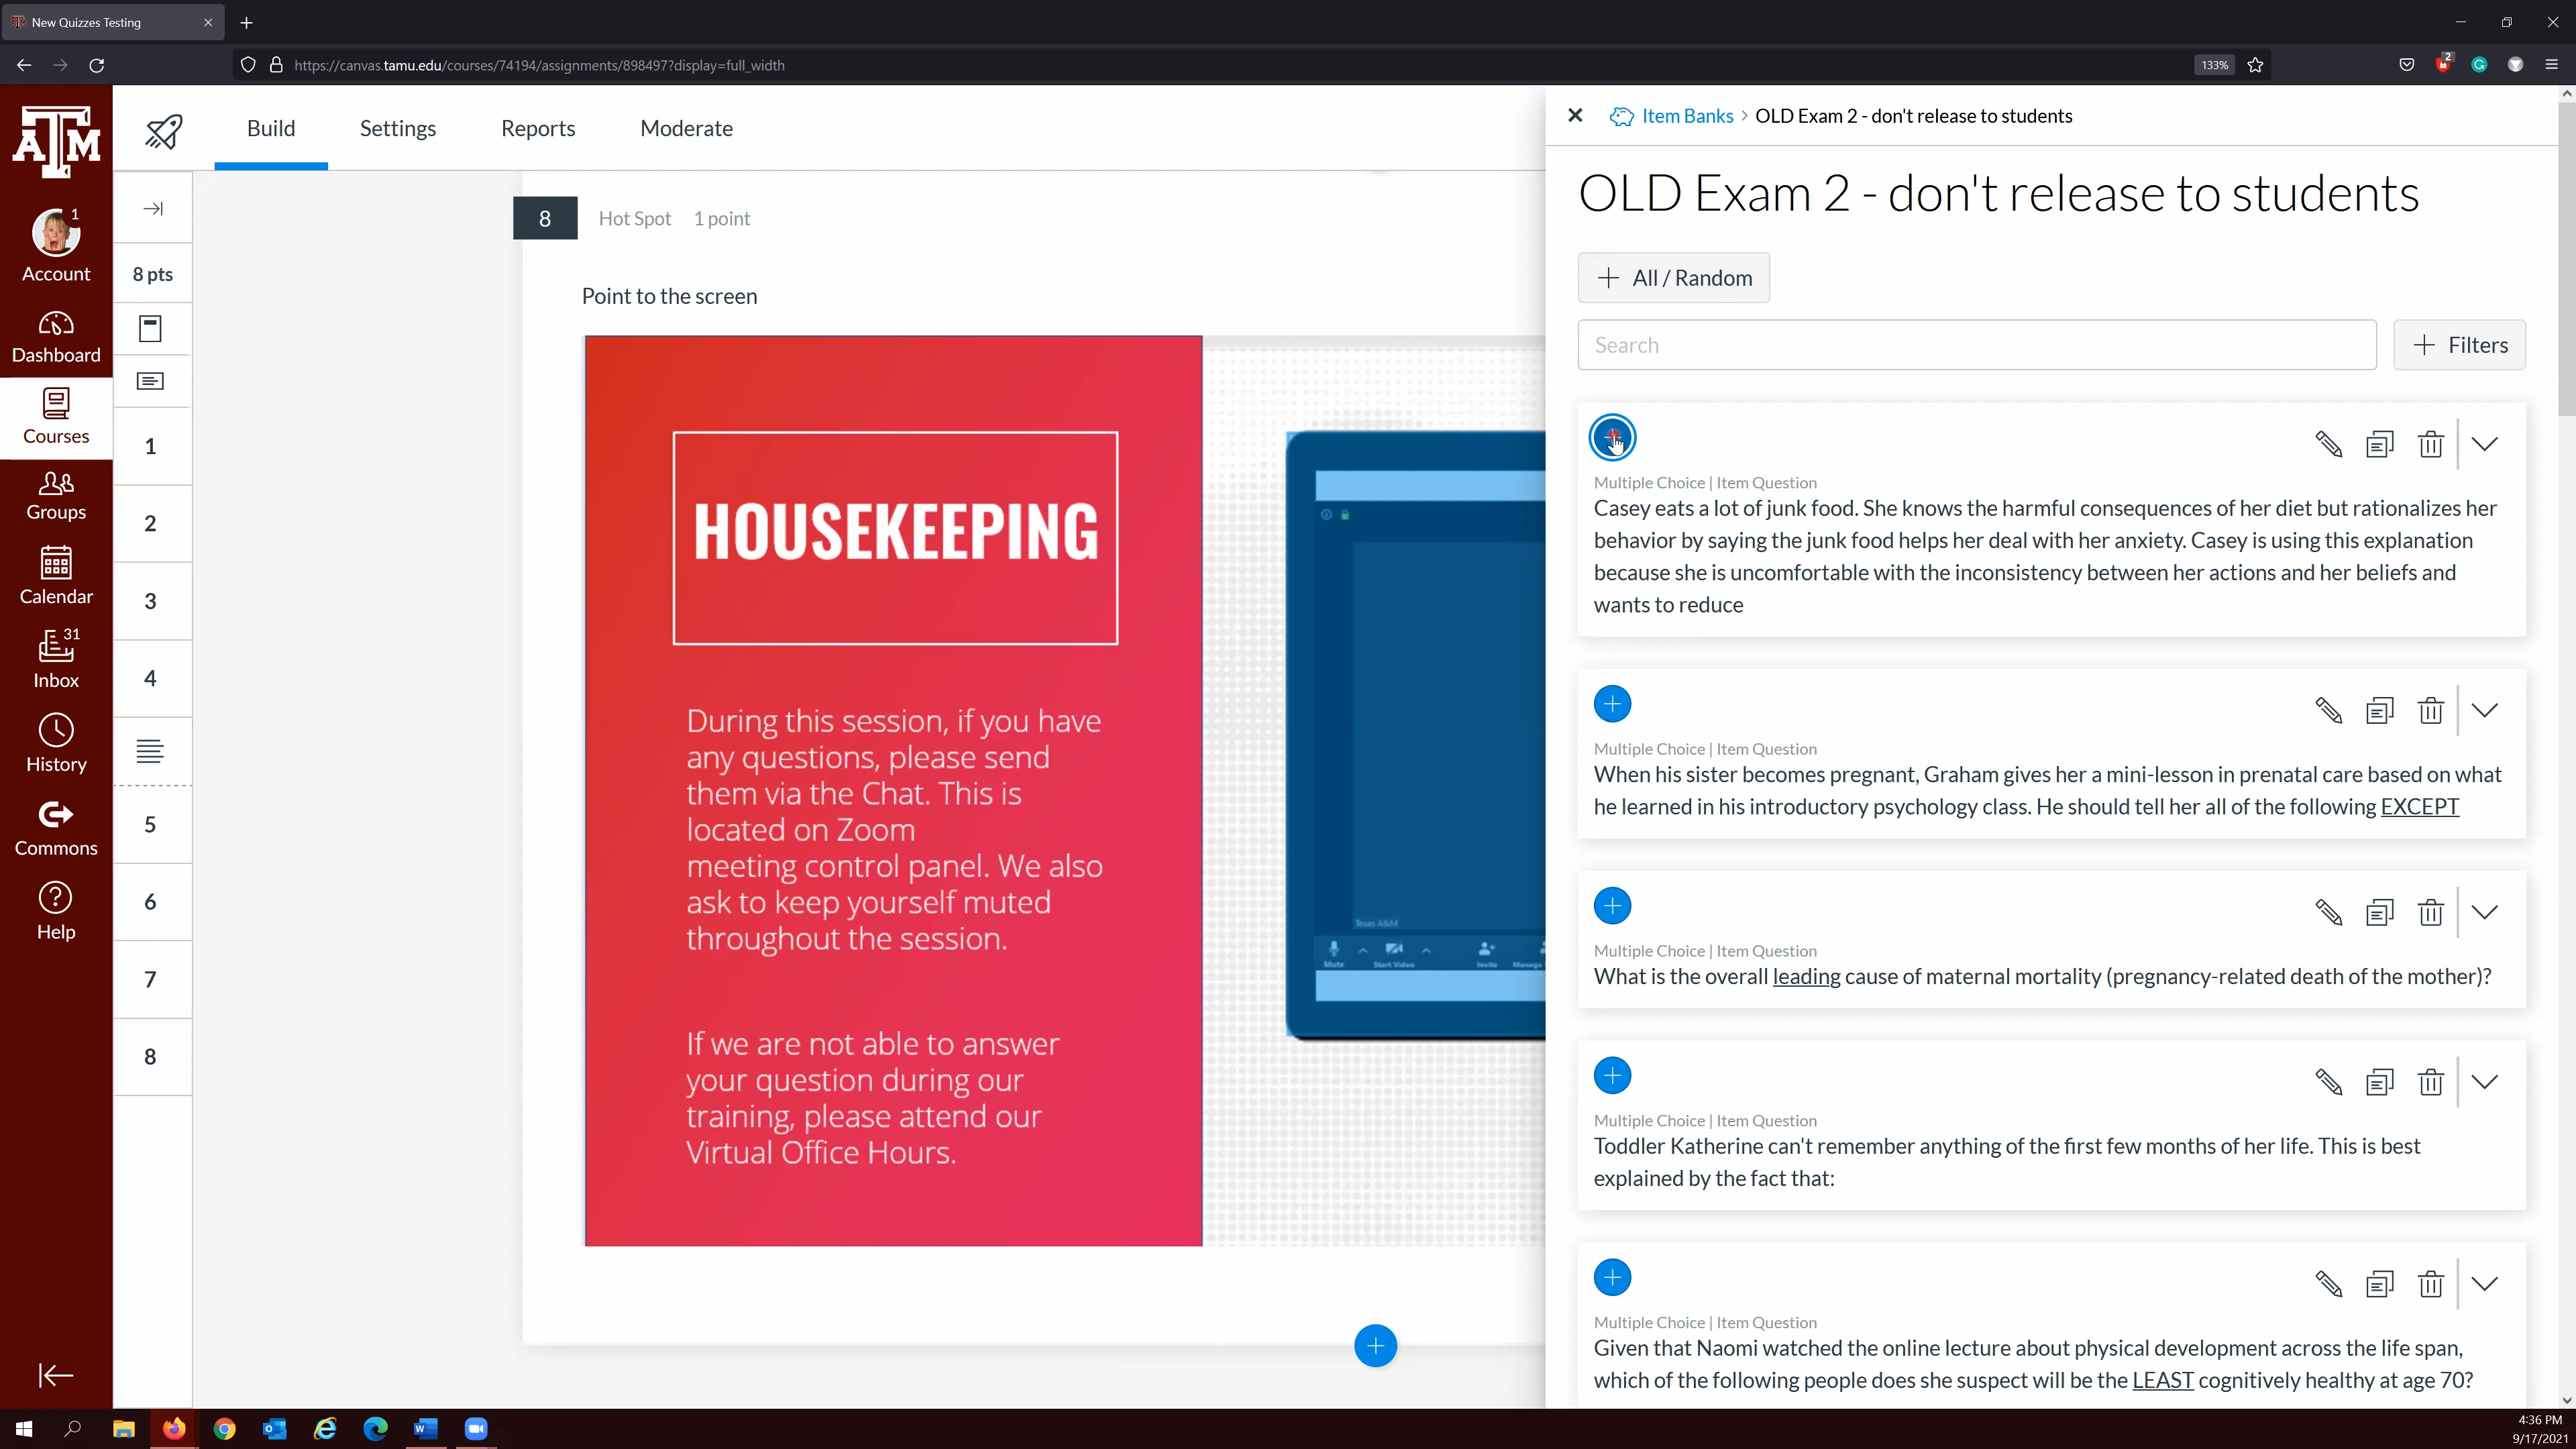 New Quizzes Testing
https://canvas.tamu.edu/courses/74194/assignments/898497?display=full_width
133%
2
ATM
1
Account
Dashboard
Courses
Groups
Calendar
31
Inbox
History
Commons
Help
Build
Settings
Reports
Moderate
8 pts
1
2
3
4
5
6
7
8
8
Hot Spot
1 point
Point to the screen
HOUSEKEEPING
During this session, if you have
any questions, please send
them via the Chat. This is
located on Zoom
meeting control panel. We also
ask to keep yourself muted
throughout the session.
If we are not able to answer
your question during our
training, please attend our
Virtual Office Hours.
Texas A&M
Mute
Start Video
Invite
Manage
Item Banks > OLD Exam 2 - don't release to students
OLD Exam 2 - don't release to students
All / Random
Search
Filters
Multiple Choice | Item Question
Casey eats a lot of junk food. She knows the harmful consequences of her diet but rationalizes her
behavior by saying the junk food helps her deal with her anxiety. Casey is using this explanation
because she is uncomfortable with the inconsistency between her actions and her beliefs and
wants to reduce
Multiple Choice | Item Question
When his sister becomes pregnant, Graham gives her a mini-lesson in prenatal care based on what
he learned in his introductory psychology class. He should tell her all of the following EXCEPT
Multiple Choice | Item Question
What is the overall leading cause of maternal mortality (pregnancy-related death of the mother)?
Multiple Choice | Item Question
Toddler Katherine can't remember anything of the first few months of her life. This is best
explained by the fact that:
Multiple Choice | Item Question
Given that Naomi watched the online lecture about physical development across the life span,
which of the following people does she suspect will be the LEAST cognitively healthy at age 70?
4:36 PM
9/17/2021